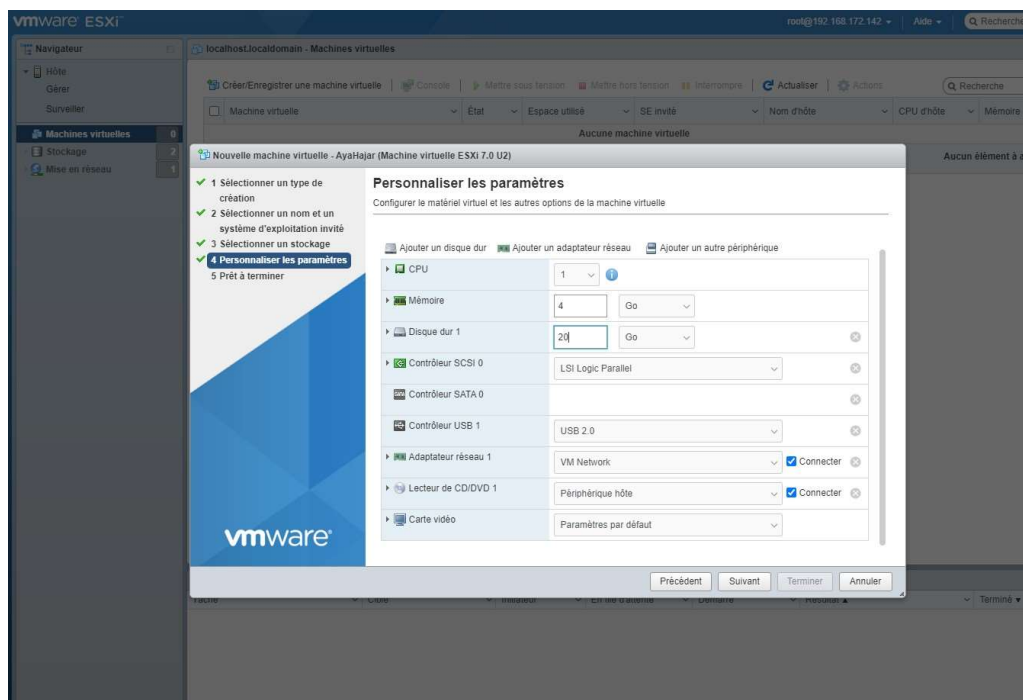 vmware ESXi™
root@192.168.172.142
Aide
Recherche
Navigateur
localhost.localdomain - Machines virtuelles
Hôte
Gérer
Surveiller
Machines virtuelles 0
Stockage 2
Mise en réseau 1
Créer/Enregistrer une machine virtuelle
Console
Mettre sous tension
Mettre hors tension
Interrompre
Actualiser
Actions
Recherche
Machine virtuelle
État
Espace utilisé
SE invité
Nom d'hôte
CPU d'hôte
Mémoire
Aucune machine virtuelle
Aucun élément à a
Nouvelle machine virtuelle - AyaHajar (Machine virtuelle ESXi 7.0 U2)
1 Sélectionner un type de
création
2 Sélectionner un nom et un
système d'exploitation invité
3 Sélectionner un stockage
4 Personnaliser les paramètres
5 Prêt à terminer
vmware®
Personnaliser les paramètres
Configurer le matériel virtuel et les autres options de la machine virtuelle
Ajouter un disque dur
Ajouter un adaptateur réseau
Ajouter un autre périphérique
CPU 1
Mémoire 4 Go
Disque dur 1 20 Go
Contrôleur SCSI 0 LSI Logic Parallel
Contrôleur SATA 0
Contrôleur USB 1 USB 2.0
Adaptateur réseau 1 VM Network Connecter
Lecteur de CD/DVD 1 Périphérique hôte Connecter
Carte vidéo Paramètres par défaut
Précédent
Suivant
Terminer
Annuler
Terminé